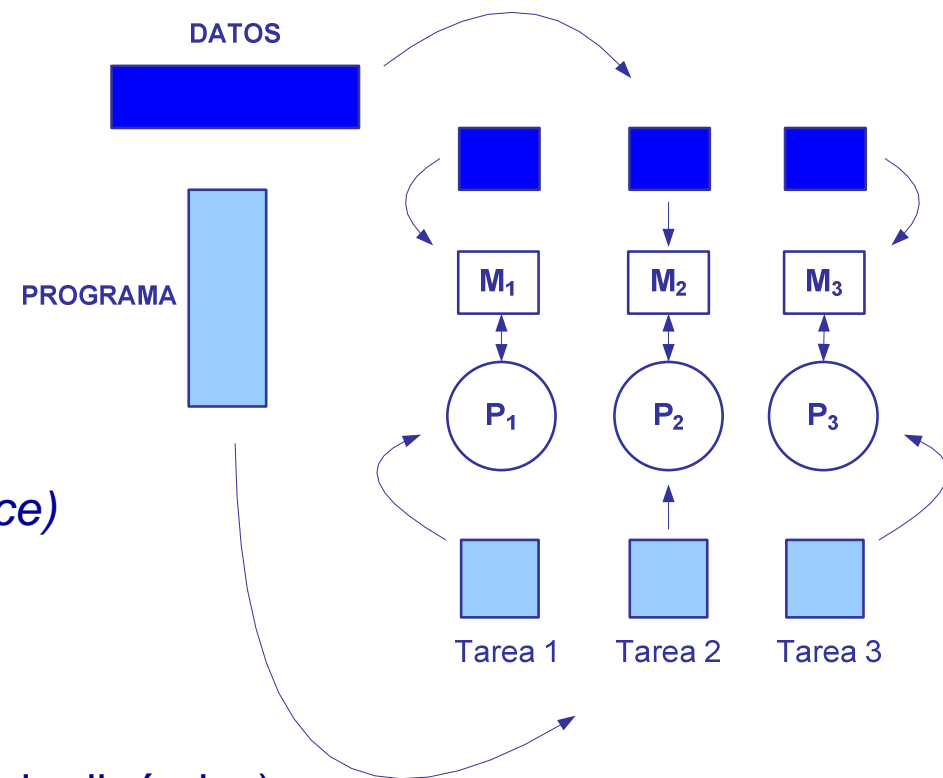 DATOS
M₁ M₂ M₃
PROGRAMA
P₁ P₂ P₃
ce)
Tarea 1 Tarea 2 Tarea 3